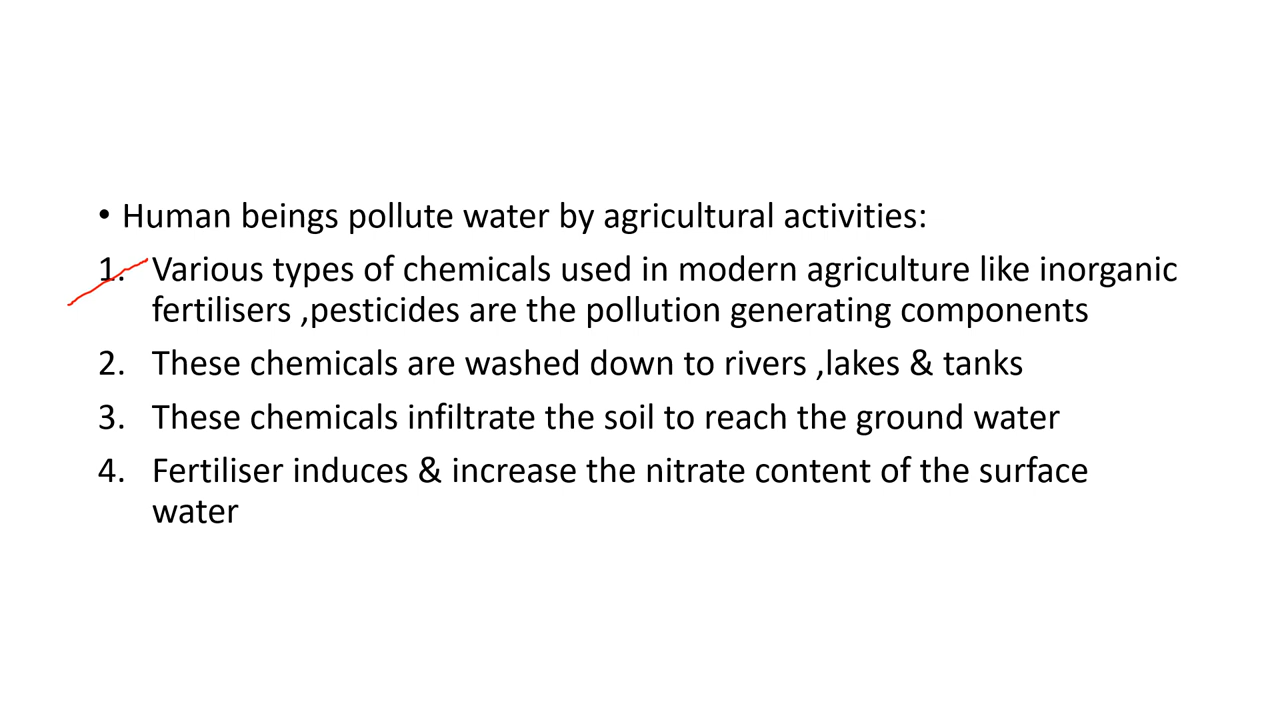 • Human beings pollute water by agricultural activities:
1. Various types of chemicals used in modern agriculture like inorganic
fertilisers ,pesticides are the pollution generating components
2. These chemicals are washed down to rivers ,lakes & tanks
3. These chemicals infiltrate the soil to reach the ground water
4. Fertiliser induces & increase the nitrate content of the surface
water